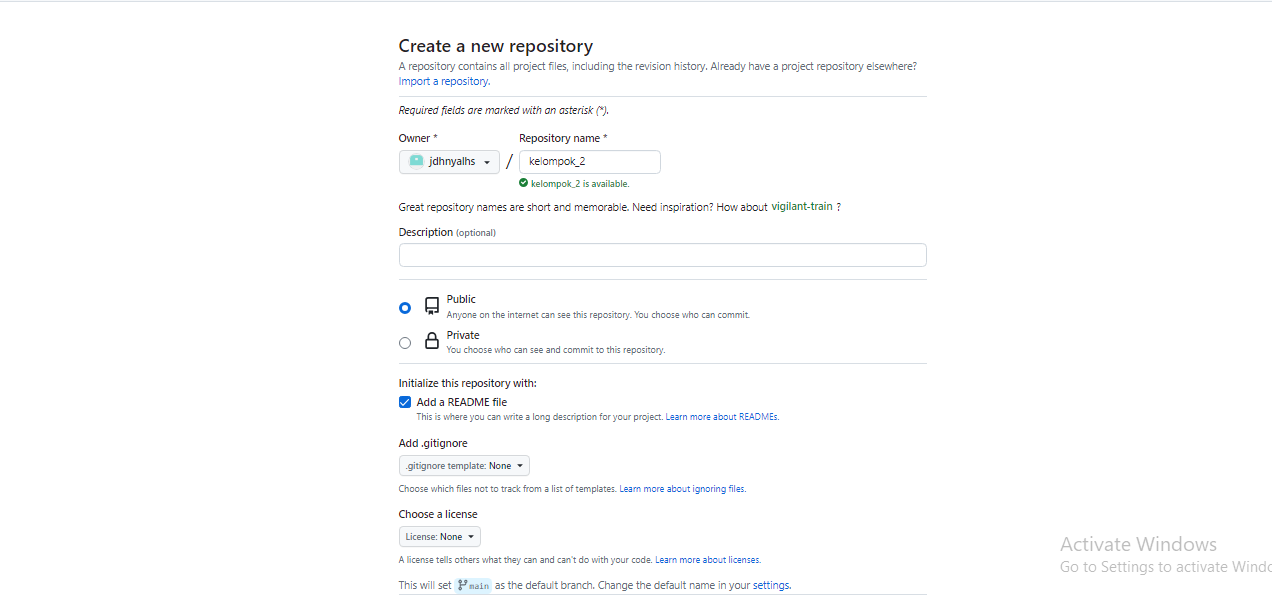 Create a new repository
A repository contains all project files, including the revision history. Already have a project repository elsewhere?
Import a repository.
Required fields are marked with an asterisk (*).
Owner * Repository name *
jdhnyalhs / kelompok_2
kelompok_2 is available.
Great repository names are short and memorable. Need inspiration? How about vigilant-train ?
Description (optional)
Public
Anyone on the internet can see this repository. You choose who can commit.
Private
You choose who can see and commit to this repository.
Initialize this repository with:
Add a README file
This is where you can write a long description for your project. Learn more about READMEs.
Add .gitignore
.gitignore template: None
Choose which files not to track from a list of templates. Learn more about ignoring files.
Choose a license
License: None
A license tells others what they can and can't do with your code. Learn more about licenses.
This will set main as the default branch. Change the default name in your settings.
Activate Windows
Go to Settings to activate Windo